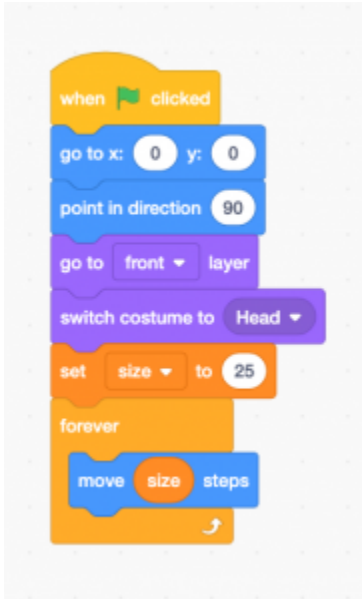 when clicked
go to x: 0 y: 0
point in direction 90
go to front layer
switch costume to Head
set size to 25
forever
move size steps